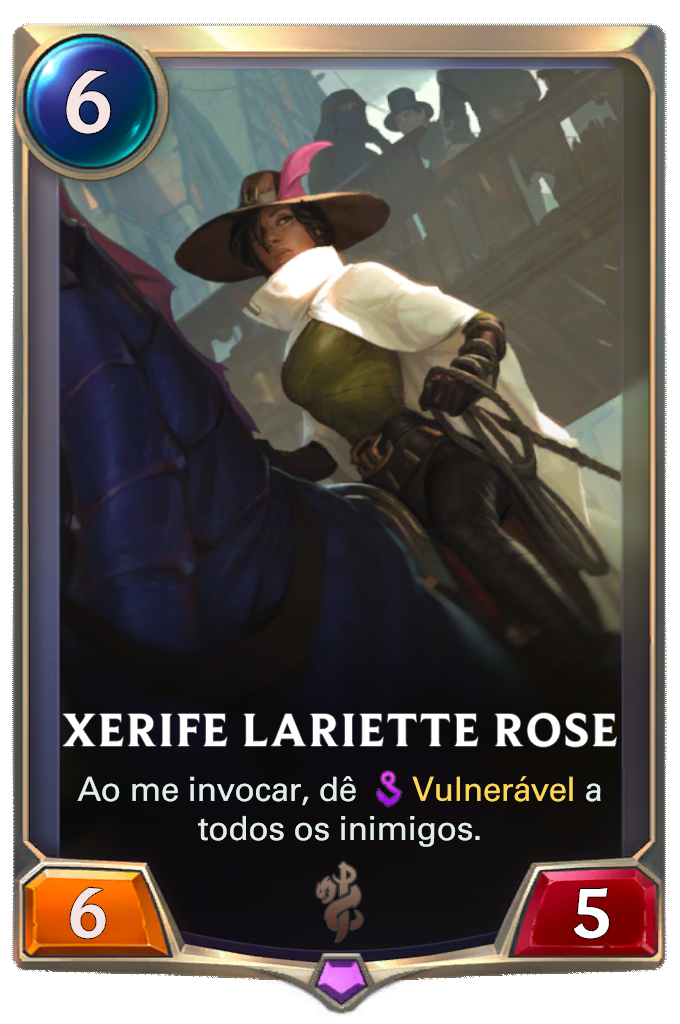 6
XERIFE LARIETTE ROSE
Ao me invocar, dê Vulnerável a
todos os inimigos.
6
5